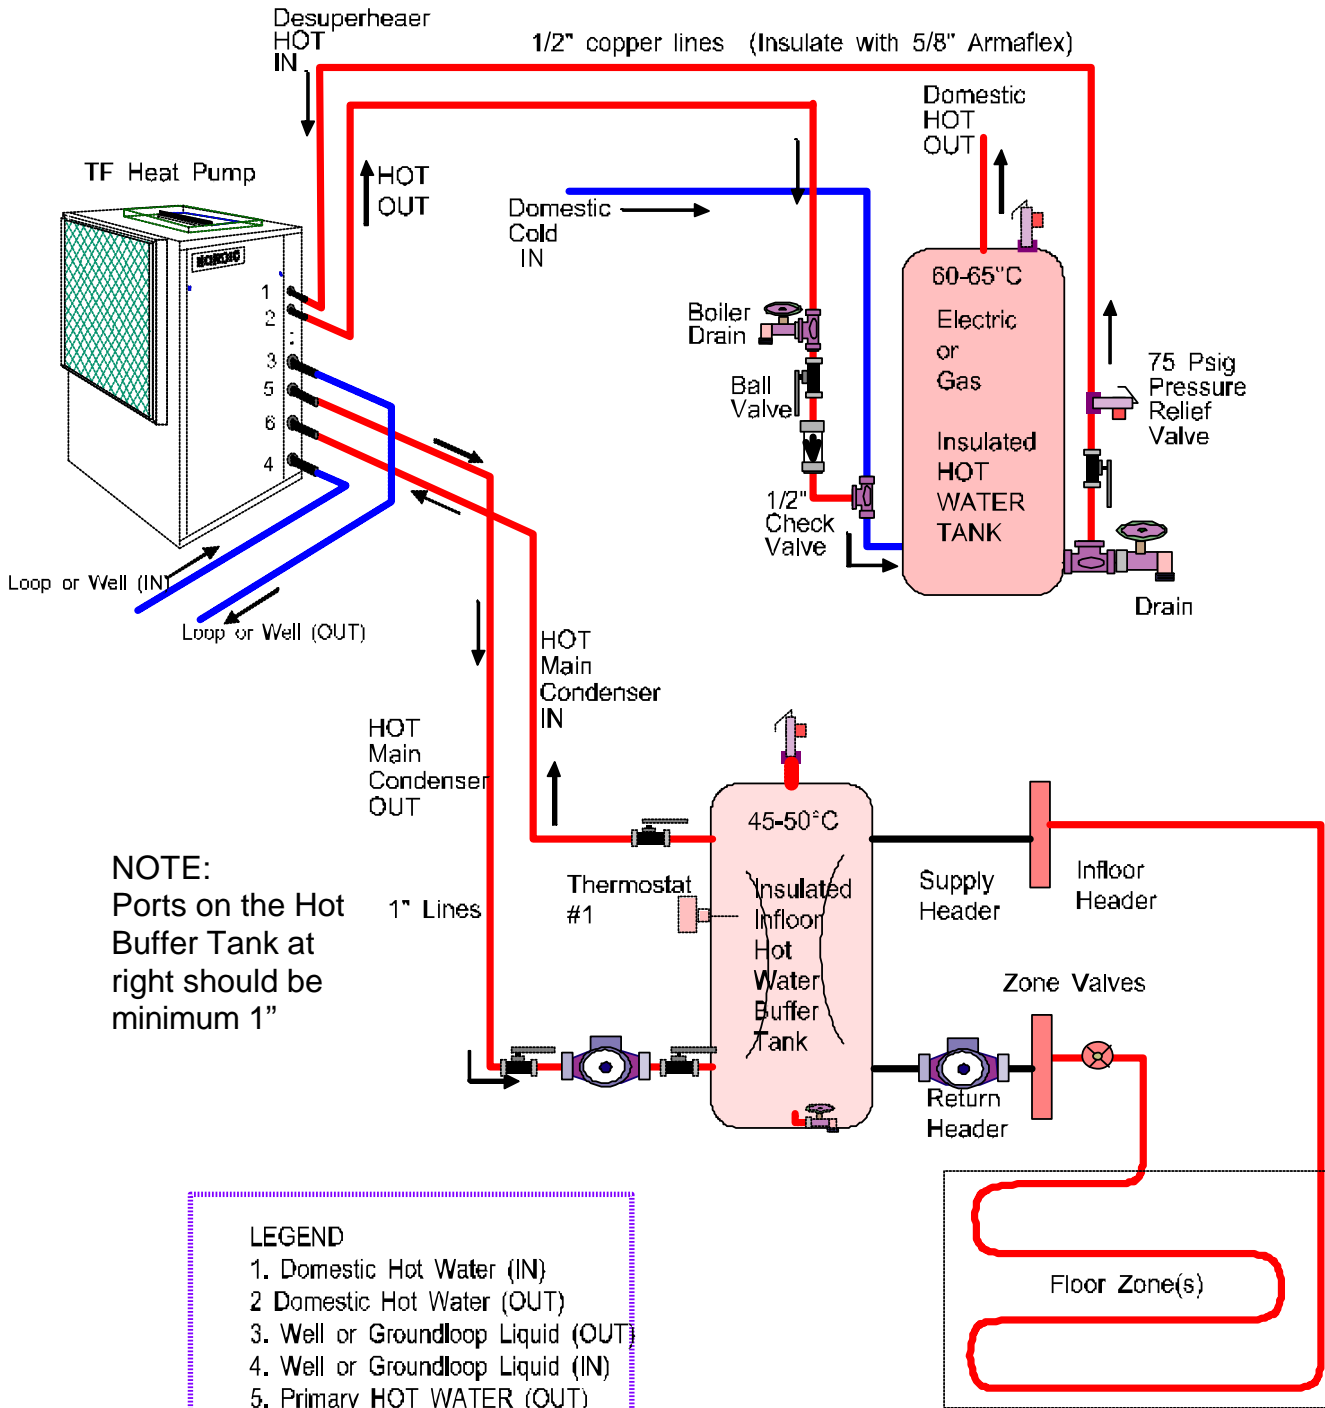 Desuperheaer
HOT
IN
1/2" copper lines (Insulate with 5/8" Armaflex)
Domestic
HOT
OUT
TF Heat Pump
HOT
OUT
Domestic
Cold
IN
NORDIC
1
2
3
5
6
4
60-65°C
Electric
or
Gas
Insulated
HOT
WATER
TANK
Boiler
Drain
Ball
Valve
1/2"
Check
Valve
75 Psig
Pressure
Relief
Valve
Drain
Loop or Well (IN)
Loop or Well (OUT)
HOT
Main
Condenser
IN
HOT
Main
Condenser
OUT
45-50°C
Insulated
Infloor
Hot
Water
Buffer
Tank
Thermostat
#1
1" Lines
Supply
Header
Infloor
Header
Zone Valves
Return
Header
NOTE:
Ports on the Hot
Buffer Tank at
right should be
minimum 1”
Floor Zone(s)
LEGEND
1. Domestic Hot Water (IN)
2 Domestic Hot Water (OUT)
3. Well or Groundloop Liquid (OUT)
4. Well or Groundloop Liquid (IN)
5. Primary HOT WATER (OUT)